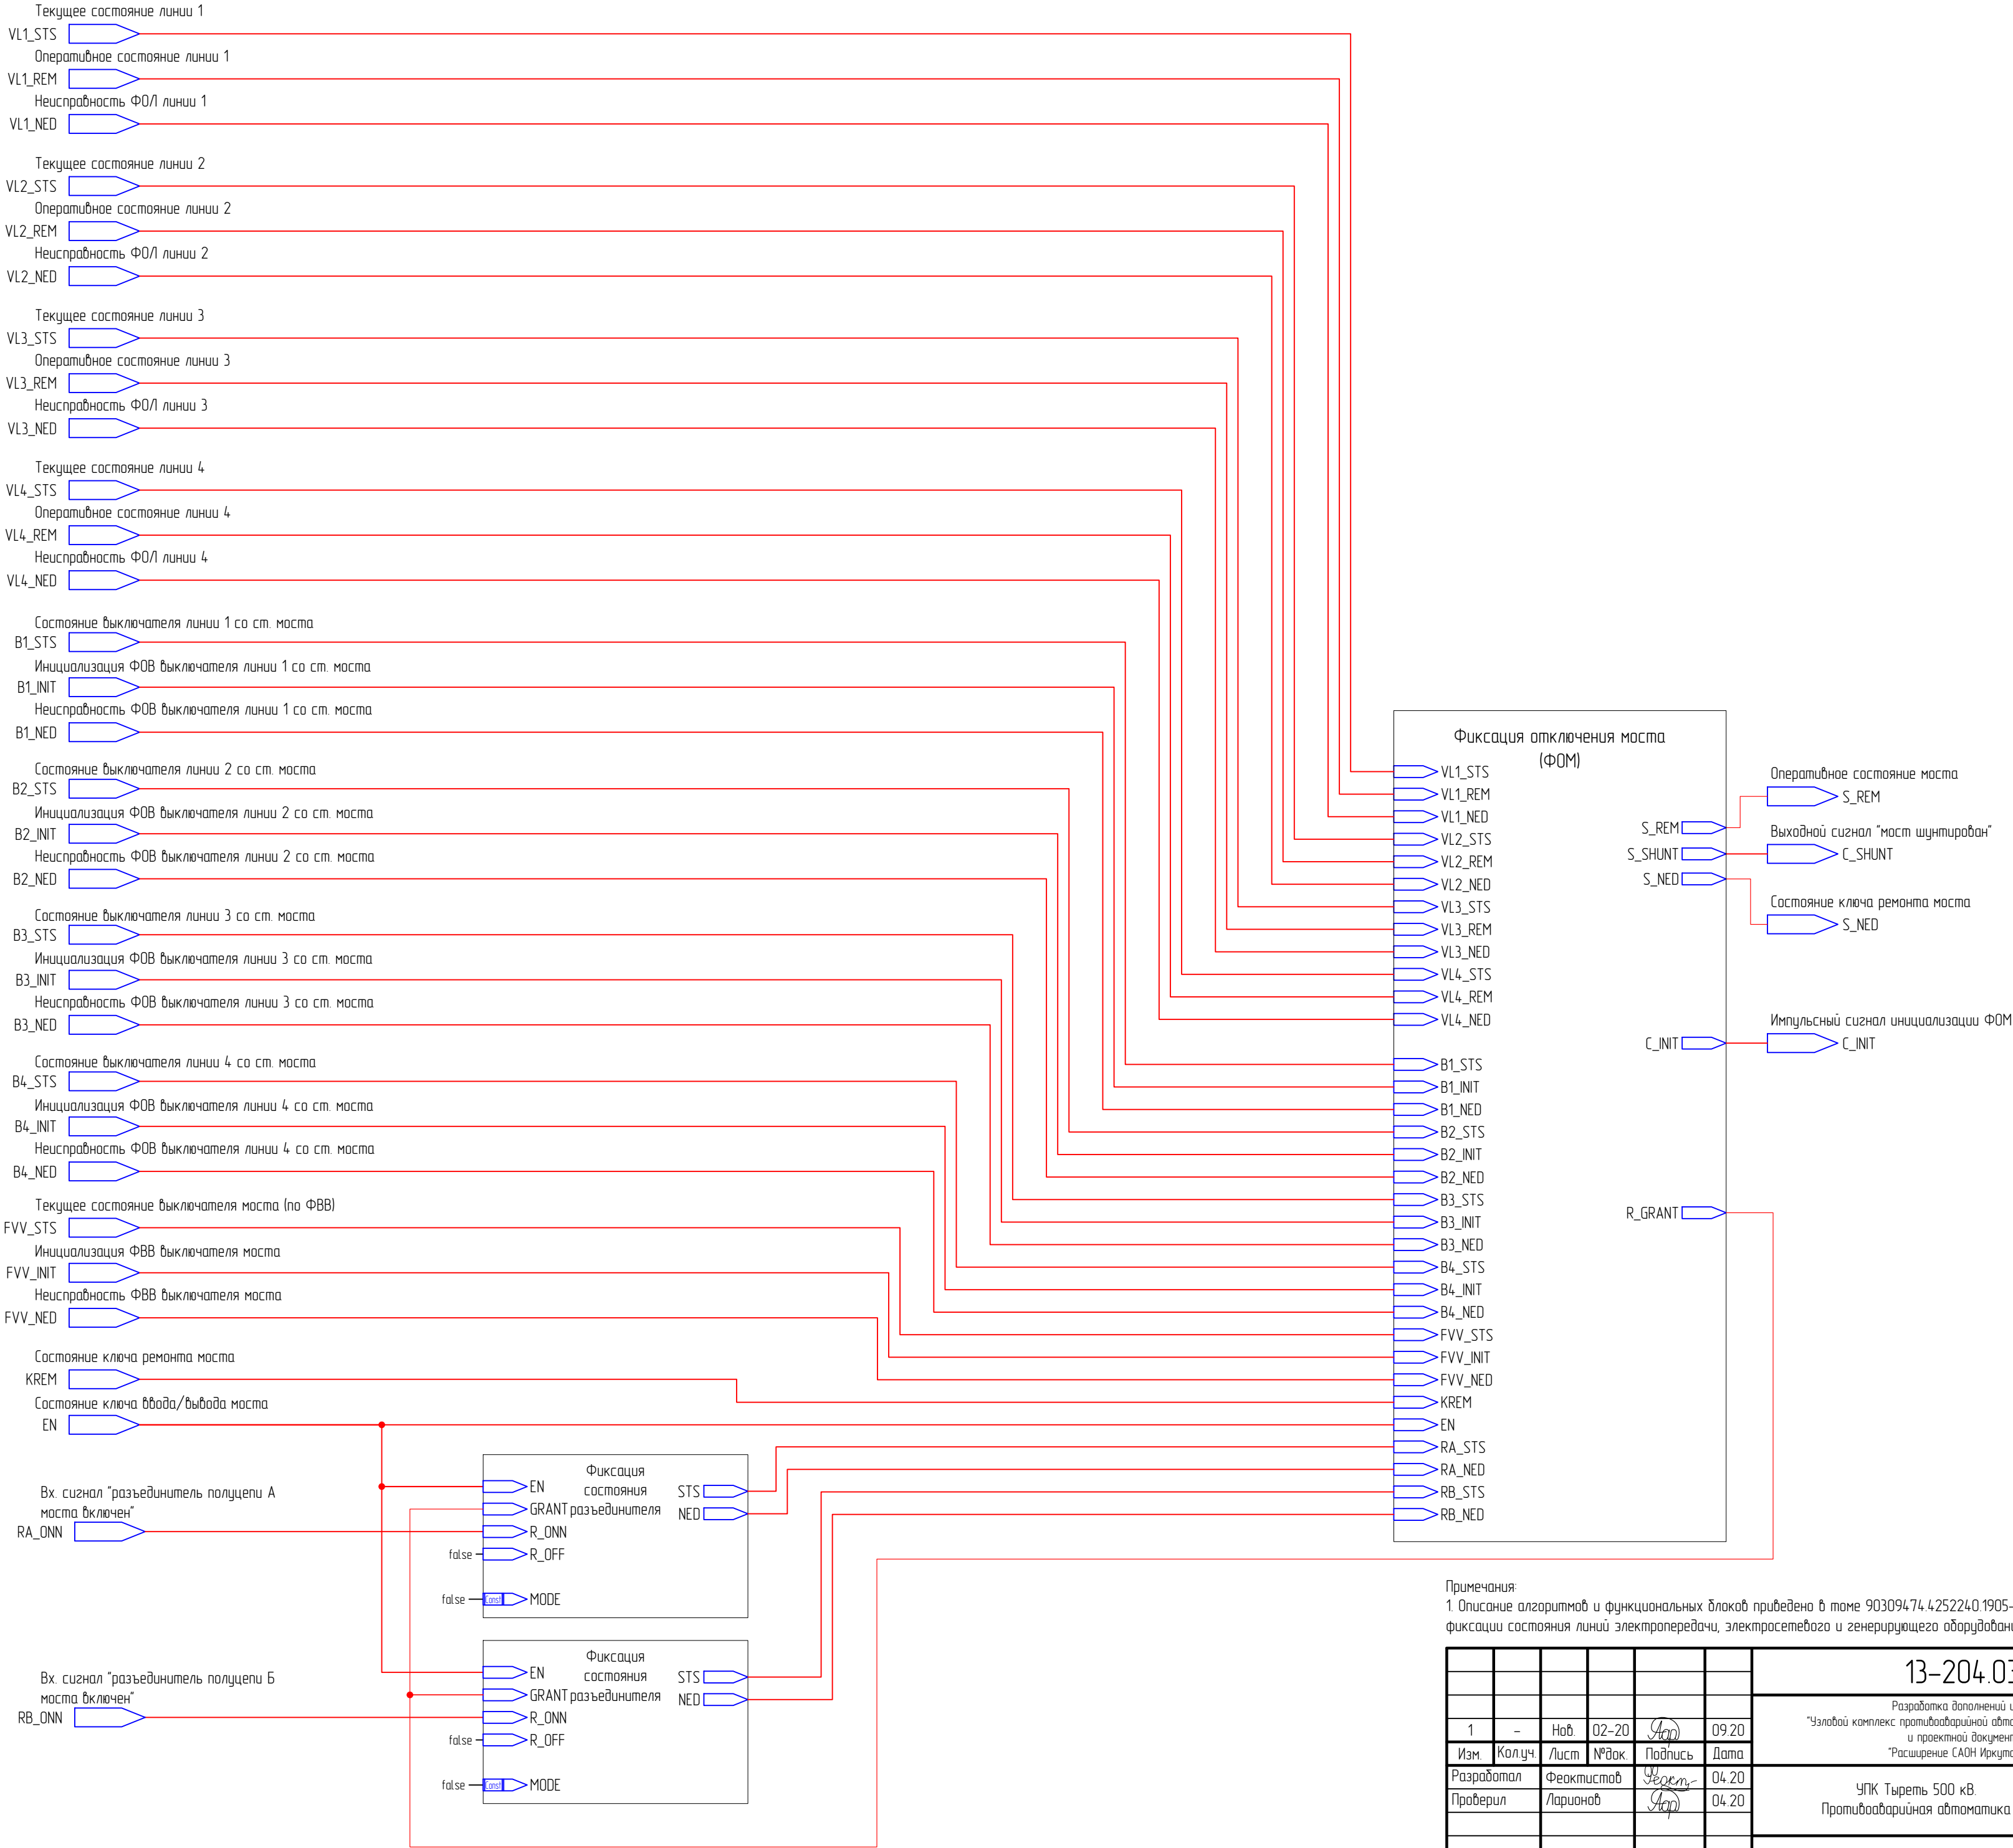 Текущее состояние линии 1
VL1_STS
Оперативное состояние линии 1
VL1_REM
Неисправность ФОЛ линии 1
VL1_NED
Текущее состояние линии 2
VL2_STS
Оперативное состояние линии 2
VL2_REM
Неисправность ФОЛ линии 2
VL2_NED
Текущее состояние линии 3
VL3_STS
Оперативное состояние линии 3
VL3_REM
Неисправность ФОЛ линии 3
VL3_NED
Текущее состояние линии 4
VL4_STS
Оперативное состояние линии 4
VL4_REM
Неисправность ФОЛ линии 4
VL4_NED
Состояние выключателя линии 1 со ст. моста
B1_STS
Инициализация ФОВ выключателя линии 1 со ст. моста
B1_INIT
Неисправность ФОВ выключателя линии 1 со ст. моста
B1_NED
Состояние выключателя линии 2 со ст. моста
B2_STS
Инициализация ФОВ выключателя линии 2 со ст. моста
B2_INIT
Неисправность ФОВ выключателя линии 2 со ст. моста
B2_NED
Состояние выключателя линии 3 со ст. моста
B3_STS
Инициализация ФОВ выключателя линии 3 со ст. моста
B3_INIT
Неисправность ФОВ выключателя линии 3 со ст. моста
B3_NED
Состояние выключателя линии 4 со ст. моста
B4_STS
Инициализация ФОВ выключателя линии 4 со ст. моста
B4_INIT
Неисправность ФОВ выключателя линии 4 со ст. моста
B4_NED
Текущее состояние выключателя моста (по ФВВ)
FVV_STS
Инициализация ФВВ выключателя моста
FVV_INIT
Неисправность ФВВ выключателя моста
FVV_NED
Состояние ключа ремонта моста
KREM
Состояние ключа ввода/вывода моста
EN
Вх. сигнал "разъединитель полуцепи А
моста включен"
RA_ONN
Вх. сигнал "разъединитель полуцепи Б
моста включен"
RB_ONN
Фиксация
состояния
разъединителя
EN
GRANT
R_ONN
false
R_OFF
false
Const
MODE
STS
NED
Фиксация
состояния
разъединителя
EN
GRANT
R_ONN
false
R_OFF
false
Const
MODE
STS
NED
Фиксация отключения моста
(ФОМ)
VL1_STS
VL1_REM
VL1_NED
VL2_STS
VL2_REM
VL2_NED
VL3_STS
VL3_REM
VL3_NED
VL4_STS
VL4_REM
VL4_NED
B1_STS
B1_INIT
B1_NED
B2_STS
B2_INIT
B2_NED
B3_STS
B3_INIT
B3_NED
B4_STS
B4_INIT
B4_NED
FVV_STS
FVV_INIT
FVV_NED
KREM
EN
RA_STS
RA_NED
RB_STS
RB_NED
S_REM
S_SHUNT
S_NED
C_INIT
R_GRANT
Оперативное состояние моста
S_REM
Выходной сигнал "мост шунтирован"
C_SHUNT
Состояние ключа ремонта моста
S_NED
Импульсный сигнал инициализации ФОМ
C_INIT
Примечания:
1. Описание алгоритмов и функциональных блоков приведено в томе 90309474.4252240.1905-
фиксации состояния линий электропередачи, электросетевого и генерирующего оборудован
13-204.03
Разработка дополнений и
"Узловой комплекс противоаварийной авто
и проектной докумен
"Расширение САОН Иркутс
1 – Нов. 02-20 09.20
Изм. Кол.уч. Лист №док. Подпись Дата
Разработал Феоктистов 04.20
Проверил Ларионов 04.20
УПК Тыреть 500 кВ.
Противоаварийная автоматика